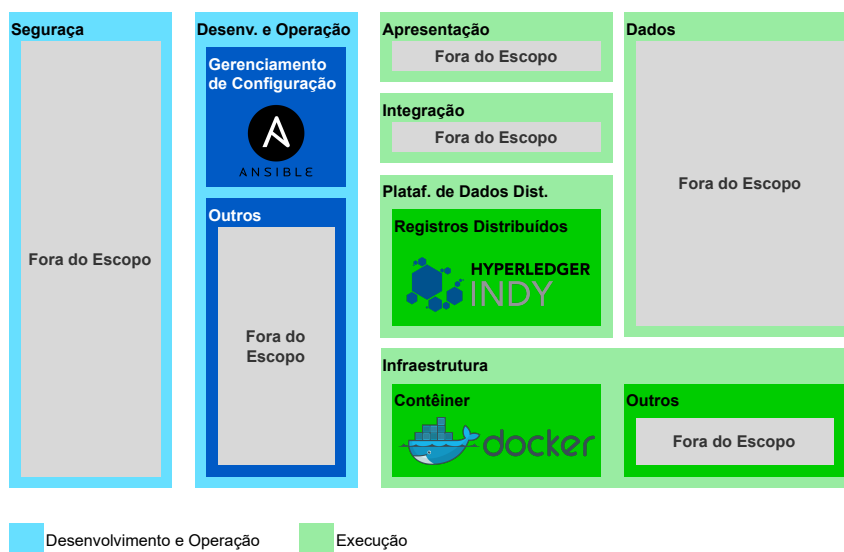 Seguraça
Fora do Escopo
Desenv. e Operação
Gerenciamento
de Configuração
ANSIBLE
Outros
Fora do
Escopo
Apresentação
Fora do Escopo
Integração
Fora do Escopo
Plataf. de Dados Dist.
Registros Distribuídos
HYPERLEDGER
INDY
Dados
Fora do Escopo
Infraestrutura
Contêiner
docker
Outros
Fora do Escopo
Desenvolvimento e Operação
Execução